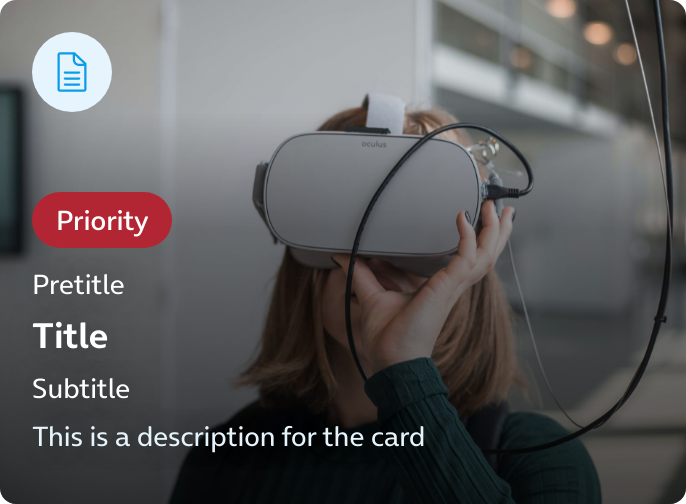 oculus
Priority
Pretitle
Title
Subtitle
This is a description for the card